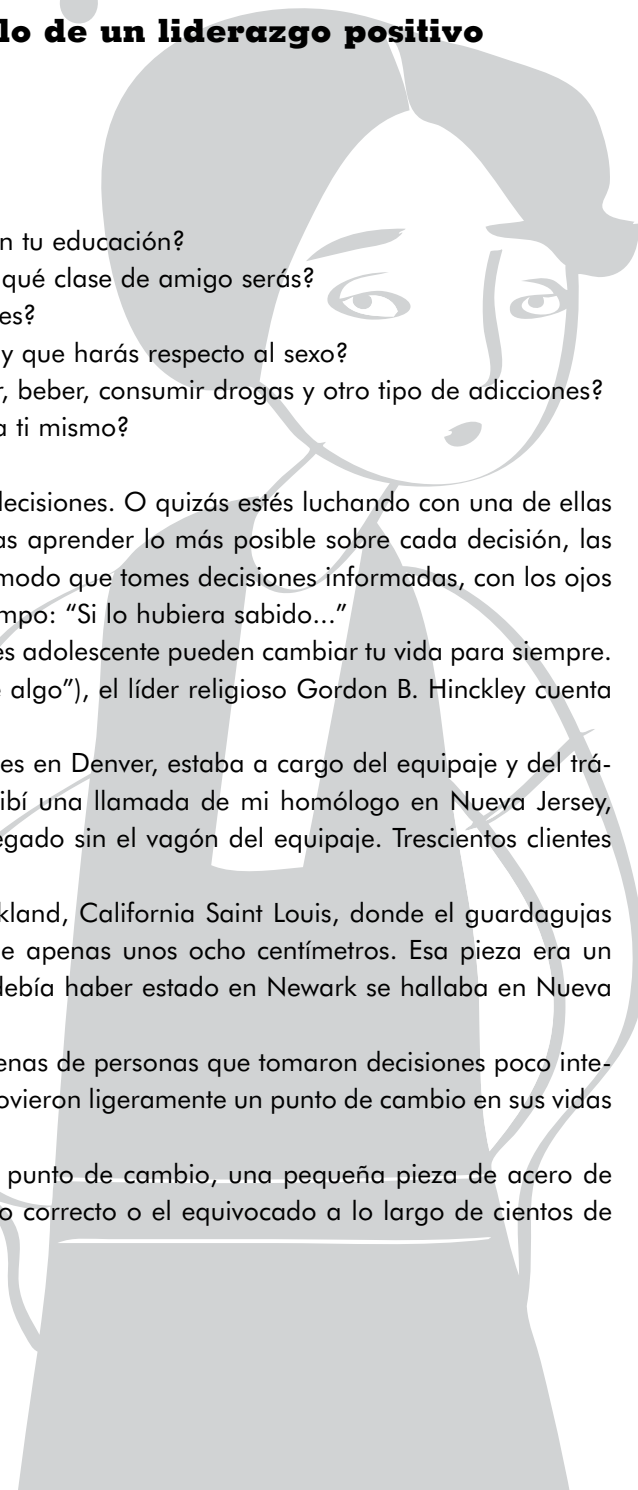 lo de un liderazgo positivo
n tu educación?
qué clase de amigo serás?
es?
y que harás respecto al sexo?
r, beber, consumir drogas y otro tipo de adicciones?
a ti mismo?
decisiones. O quizás estés luchando con una de ellas
as aprender lo más posible sobre cada decisión, las
modo que tomes decisiones informadas, con los ojos
mpo: “Si lo hubiera sabido...”
es adolescente pueden cambiar tu vida para siempre.
e algo”), el líder religioso Gordon B. Hinckley cuenta
es en Denver, estaba a cargo del equipaje y del trá-
ibí una llamada de mi homólogo en Nueva Jersey,
egado sin el vagón del equipaje. Trescientos clientes
kland, California Saint Louis, donde el guardagujas
e apenas unos ocho centímetros. Esa pieza era un
debía haber estado en Newark se hallaba en Nueva
enas de personas que tomaron decisiones poco inte-
ovieron ligeramente un punto de cambio en sus vidas
punto de cambio, una pequeña pieza de acero de
o correcto o el equivocado a lo largo de cientos de